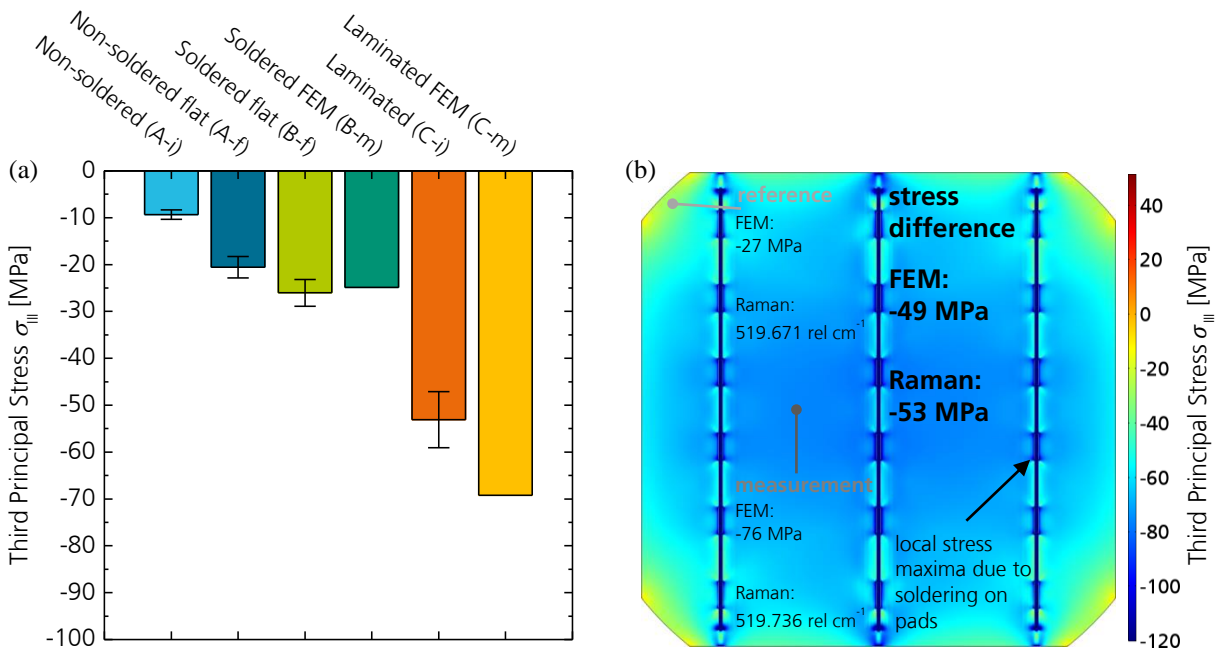 Non-soldered (A-i)
Non-soldered flat (A-f)
Soldered flat (B-f)
Soldered FEM (B-m)
Laminated (C-i)
Laminated FEM (C-m)
(a)
Third Principal Stress σ_III [MPa]
0
-10
-20
-30
-40
-50
-60
-70
-80
-90
-100
(b)
reference
FEM:
-27 MPa
Raman:
519.671 rel cm⁻¹
measurement
FEM:
-76 MPa
Raman:
519.736 rel cm⁻¹
stress
difference
FEM:
-49 MPa
Raman:
-53 MPa
local stress
maxima due to
soldering on
pads
40
20
0
-20
-40
-60
-80
-100
-120
Third Principal Stress σ_III [MPa]